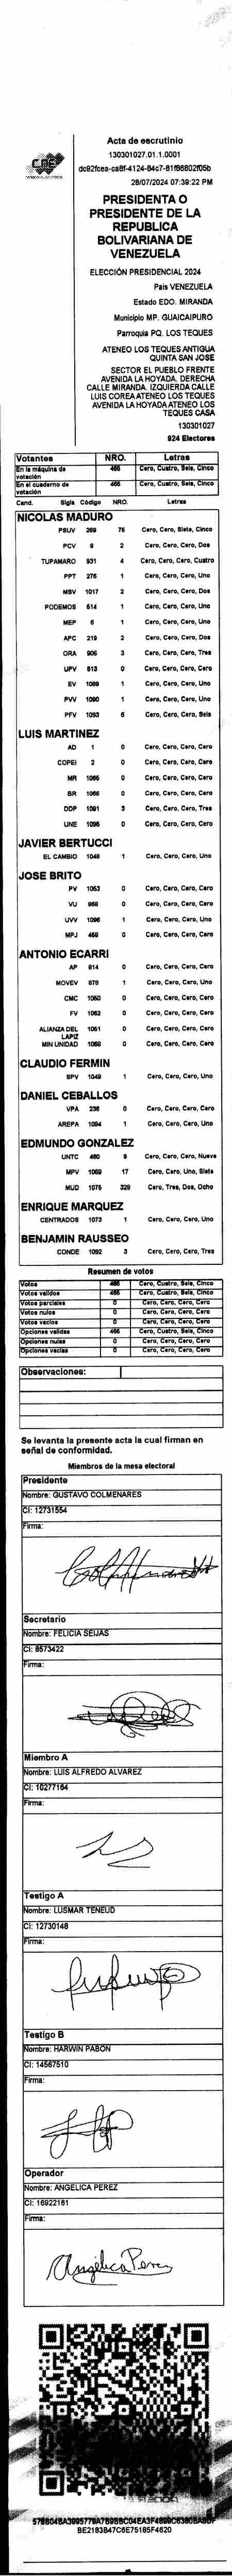 CNE
Acta de escrutinio
130301027.01.1.0001
dc92fcea-ca8f-4124-84c7-81f86802f05b
28/07/2024 07:39:22 PM
PRESIDENTA O
PRESIDENTE DE LA
REPUBLICA
BOLIVARIANA DE
VENEZUELA
ELECCIÓN PRESIDENCIAL 2024
Pais VENEZUELA
Estado EDO. MIRANDA
Municipio MP. GUAICAIPURO
Parroquia PQ. LOS TEQUES
ATENEO LOS TEQUES ANTIGUA
QUINTA SAN JOSE
SECTOR EL PUEBLO FRENTE
AVENIDA LA HOYADA. DERECHA
CALLE MIRANDA. IZQUIERDA CALLE
LUIS COREA ATENEO LOS TEQUES
AVENIDA LA HOYADA ATENEO LOS
TEQUES CASA
130301027
924 Electores
Votantes NRO. Letras
En la máquina de votación 465 Cero, Cuatro, Seis, Cinco
En el cuaderno de votación 465 Cero, Cuatro, Seis, Cinco
Cand. Sigla Código NRO. Letras
NICOLAS MADURO
PSUV 269 75 Cero, Cero, Siete, Cinco
PCV 9 2 Cero, Cero, Cero, Dos
TUPAMARO 931 4 Cero, Cero, Cero, Cuatro
PPT 275 1 Cero, Cero, Cero, Uno
MSV 1017 2 Cero, Cero, Cero, Dos
PODEMOS 514 1 Cero, Cero, Cero, Uno
MEP 6 1 Cero, Cero, Cero, Uno
APC 219 2 Cero, Cero, Cero, Dos
ORA 906 3 Cero, Cero, Cero, Tres
UPV 513 0 Cero, Cero, Cero, Cero
EV 1089 1 Cero, Cero, Cero, Uno
PVV 1090 1 Cero, Cero, Cero, Uno
PFV 1093 6 Cero, Cero, Cero, Seis
LUIS MARTINEZ
AD 1 0 Cero, Cero, Cero, Cero
COPEI 2 0 Cero, Cero, Cero, Cero
MR 1065 0 Cero, Cero, Cero, Cero
BR 1066 0 Cero, Cero, Cero, Cero
DDP 1091 3 Cero, Cero, Cero, Tres
UNE 1095 0 Cero, Cero, Cero, Cero
JAVIER BERTUCCI
EL CAMBIO 1048 1 Cero, Cero, Cero, Uno
JOSE BRITO
PV 1053 0 Cero, Cero, Cero, Cero
VU 868 0 Cero, Cero, Cero, Cero
UVV 1096 1 Cero, Cero, Cero, Uno
MPJ 459 0 Cero, Cero, Cero, Cero
ANTONIO ECARRI
AP 814 0 Cero, Cero, Cero, Cero
MOVEV 878 1 Cero, Cero, Cero, Uno
CMC 1050 0 Cero, Cero, Cero, Cero
FV 1062 0 Cero, Cero, Cero, Cero
ALIANZA DEL LAPIZ 1051 0 Cero, Cero, Cero, Cero
MIN UNIDAD 1088 0 Cero, Cero, Cero, Cero
CLAUDIO FERMIN
SPV 1049 1 Cero, Cero, Cero, Uno
DANIEL CEBALLOS
VPA 236 0 Cero, Cero, Cero, Cero
AREPA 1094 1 Cero, Cero, Cero, Uno
EDMUNDO GONZALEZ
UNTC 460 9 Cero, Cero, Cero, Nueve
MPV 1069 17 Cero, Cero, Uno, Siete
MUD 1075 328 Cero, Tres, Dos, Ocho
ENRIQUE MARQUEZ
CENTRADOS 1073 1 Cero, Cero, Cero, Uno
BENJAMIN RAUSSEO
CONDE 1092 3 Cero, Cero, Cero, Tres
Resumen de votos
Votos 465 Cero, Cuatro, Seis, Cinco
Votos validos 465 Cero, Cuatro, Seis, Cinco
Votos parciales 0 Cero, Cero, Cero, Cero
Votos nulos 0 Cero, Cero, Cero, Cero
Votos vacíos 0 Cero, Cero, Cero, Cero
Opciones validas 465 Cero, Cuatro, Seis, Cinco
Opciones nulas 0 Cero, Cero, Cero, Cero
Opciones vacías 0 Cero, Cero, Cero, Cero
Observaciones:
Se levanta la presente acta la cual firman en
señal de conformidad.
Miembros de la mesa electoral
Presidente
Nombre: GUSTAVO COLMENARES
CI: 12731554
Firma:
Secretario
Nombre: FELICIA SEIJAS
CI: 8573422
Firma:
Miembro A
Nombre: LUIS ALFREDO ALVAREZ
CI: 10277164
Firma:
Testigo A
Nombre: LUSMAR TENEUD
CI: 12730148
Firma:
Testigo B
Nombre: HARWIN PABON
CI: 14567510
Firma:
Operador
Nombre: ANGELICA PEREZ
CI: 16922161
Firma:
Angélica Perez
BE2183B47C6E75185F4620